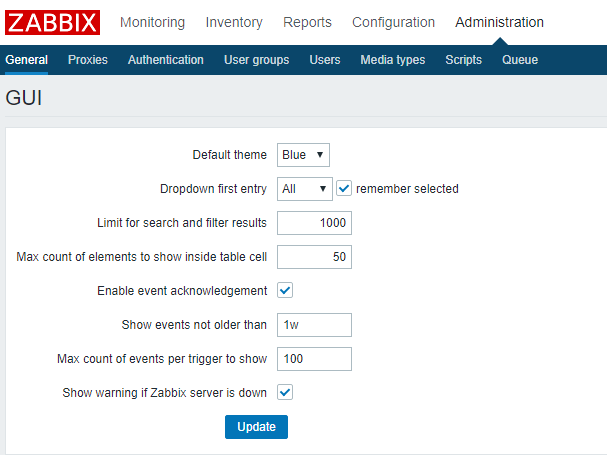 ZABBIX Monitoring Inventory Reports Configuration Administration
General Proxies Authentication User groups Users Media types Scripts Queue
GUI
Default theme Blue
Dropdown first entry All remember selected
Limit for search and filter results 1000
Max count of elements to show inside table cell 50
Enable event acknowledgement
Show events not older than 1w
Max count of events per trigger to show 100
Show warning if Zabbix server is down
Update